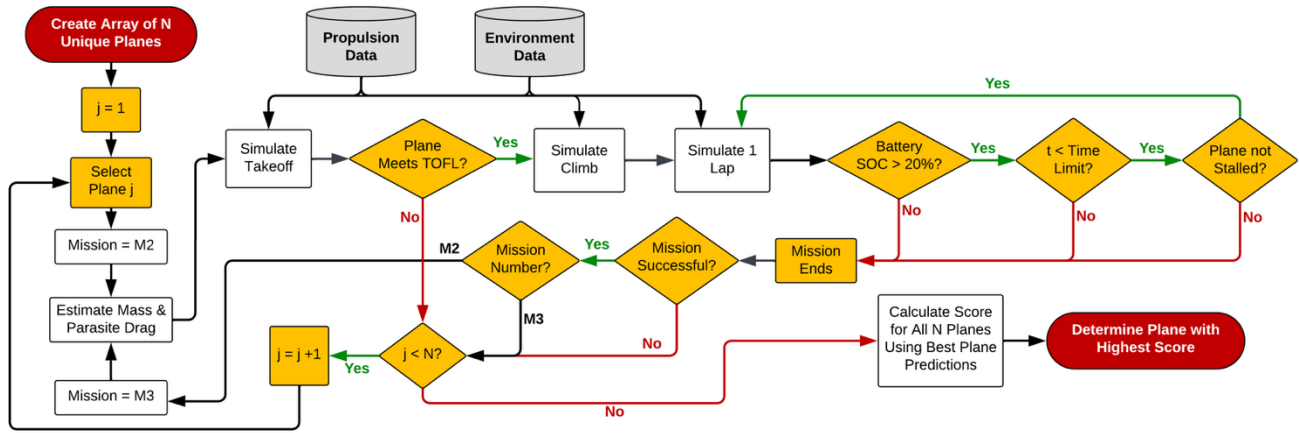 Create Array of N
Unique Planes
j = 1
Select
Plane j
Mission = M2
Estimate Mass &
Parasite Drag
Mission = M3
Propulsion
Data
Environment
Data
Simulate
Takeoff
Plane
Meets TOFL?
Yes
No
Simulate
Climb
Simulate 1
Lap
Yes
Battery
SOC > 20%?
Yes
No
t < Time
Limit?
Yes
No
Plane not
Stalled?
No
Mission
Ends
Mission
Successful?
Yes
No
Mission
Number?
M2
M3
j < N?
Yes
No
j = j +1
Calculate Score
for All N Planes
Using Best Plane
Predictions
Determine Plane with
Highest Score